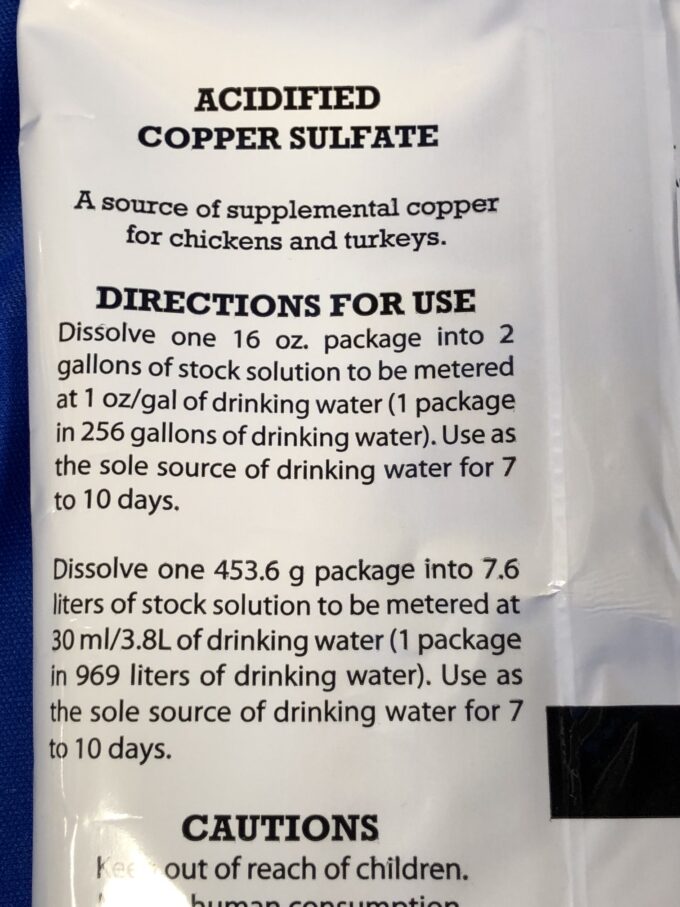 ACIDIFIED
COPPER SULFATE
A source of supplemental copper
for chickens and turkeys.
DIRECTIONS FOR USE
Dissolve one 16 oz. package into 2
gallons of stock solution to be metered
at 1 oz/gal of drinking water (1 package
in 256 gallons of drinking water). Use as
the sole source of drinking water for 7
to 10 days.
Dissolve one 453.6 g package into 7.6
liters of stock solution to be metered at
30 ml/3.8L of drinking water (1 package
in 969 liters of drinking water). Use as
the sole source of drinking water for 7
to 10 days.
CAUTIONS
Keep out of reach of children.
human consumption